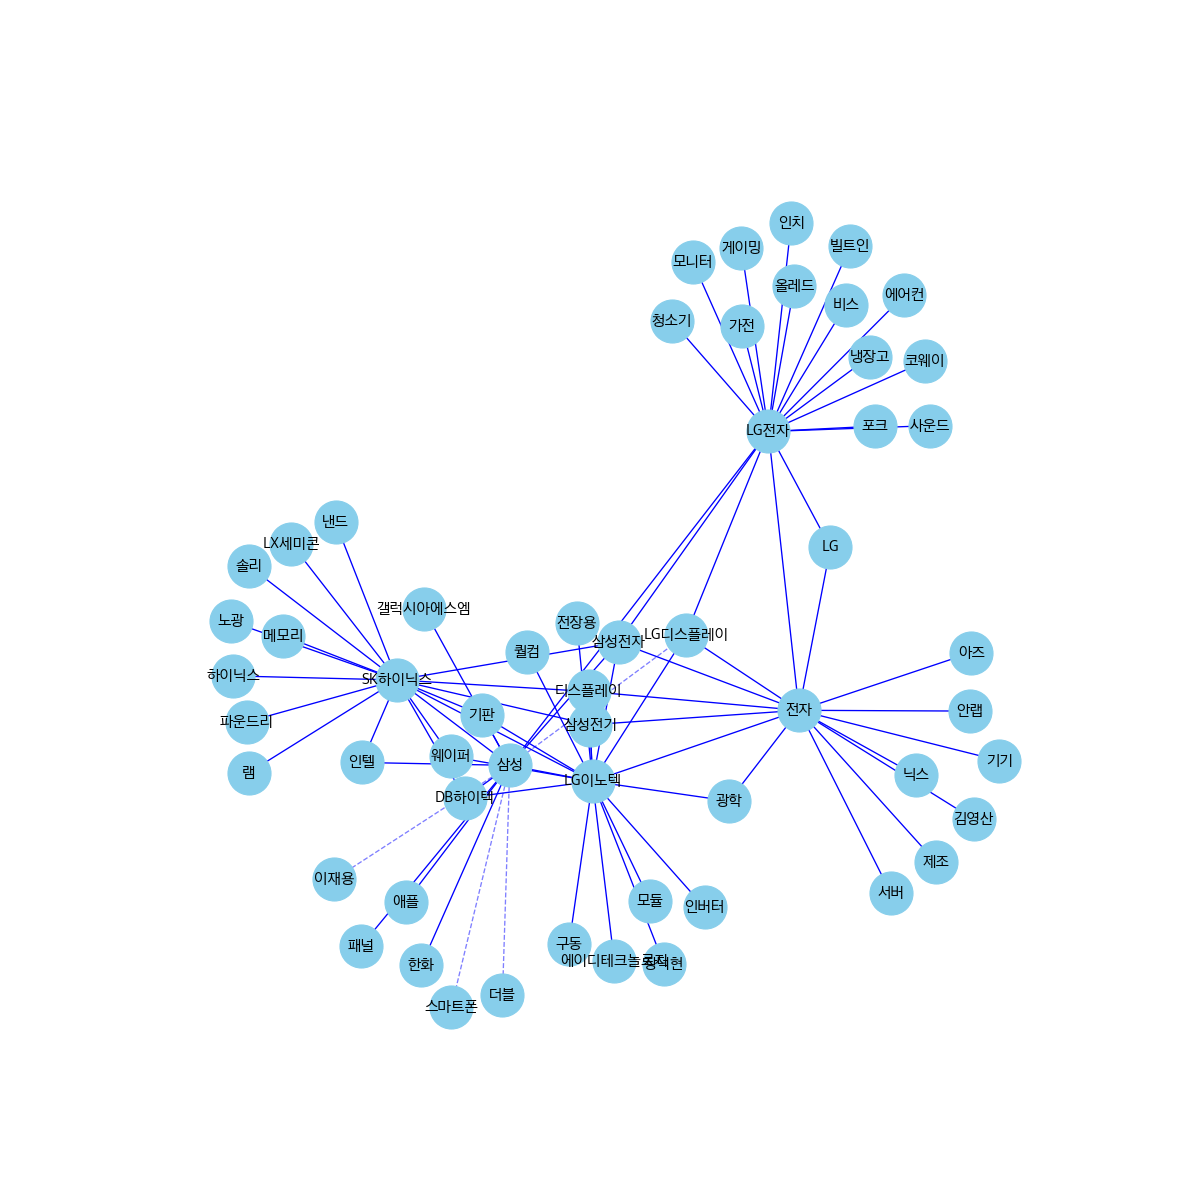 인치
게이밍
빌트인
모니터
올레드
에어컨
비스
청소기
가전
냉장고
코웨이
포크
사운드
LG전자
낸드
LX세미콘
LG
솔리
갤럭시아에스엠
노광
전장용
메모리
삼성전자
LG디스플레이
퀄컴
아즈
하이닉스
SK하이닉스
디스플레이
전자
안랩
파운드리
기판
삼성전기
웨이퍼
인텔
기기
삼성
램
닉스
LG이노텍
DB하이텍
광학
김영산
제조
이재용
서버
애플
모듈
인버터
구동
패널
에이디테크놀로지
한화
더블
스마트폰